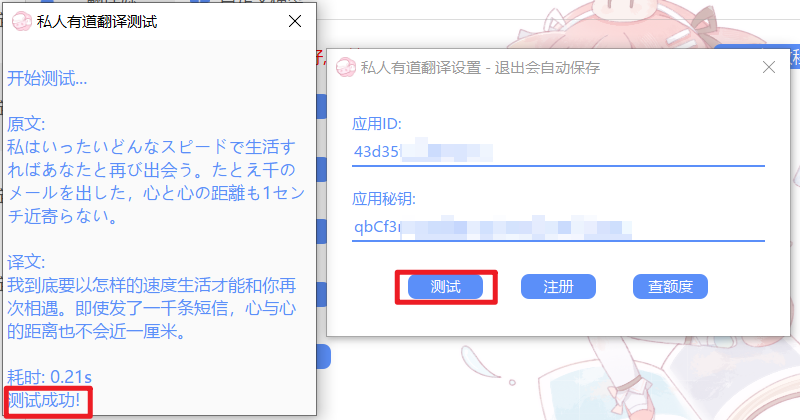 私人有道翻译测试
开始测试...
原文:
私はいったいどんなスピードで生活す
ればあなたと再び出会う。たとえ千の
メールを出した，心と心の距離も1セン
チ近寄らない。
译文:
我到底要以怎样的速度生活才能和你再
次相遇。即使发了一千条短信，心与心
的距离也不会近一厘米。
耗时: 0.21s
测试成功!
私人有道翻译设置 - 退出会自动保存
应用ID:
43d35
应用秘钥:
qbCf3
测试
注册
查额度